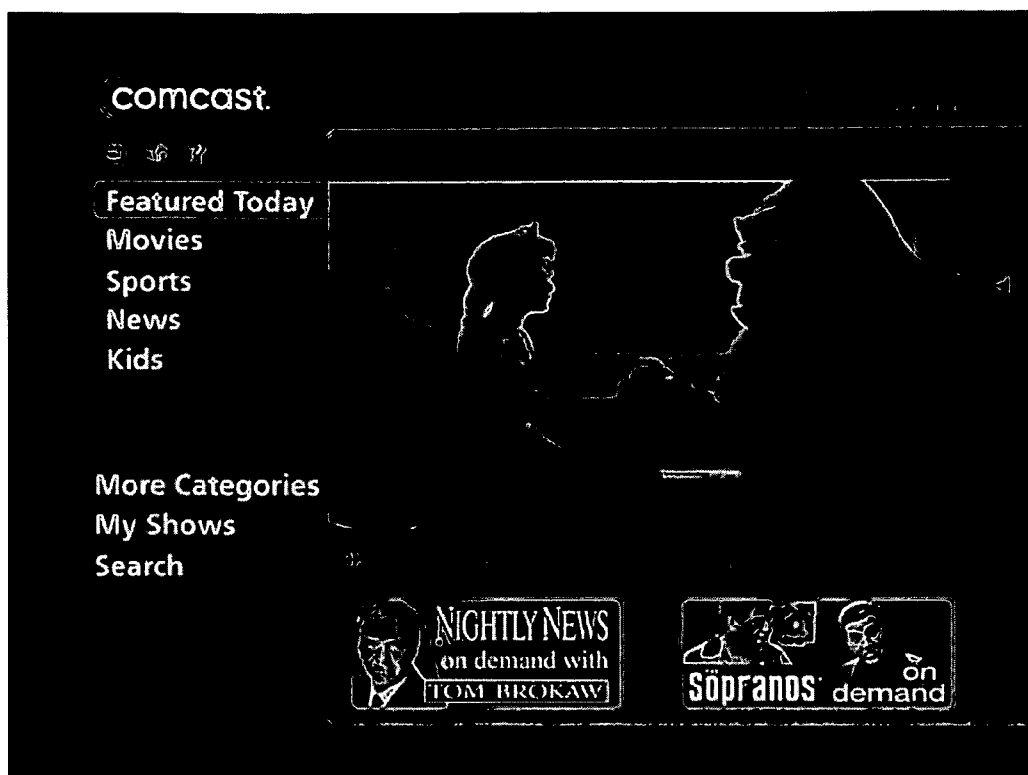 comcast.
Featured Today
Movies
Sports
News
Kids
More Categories
My Shows
Search
NIGHTLY NEWS
on demand with
TOM BROKAW
Söpranos
on
demand